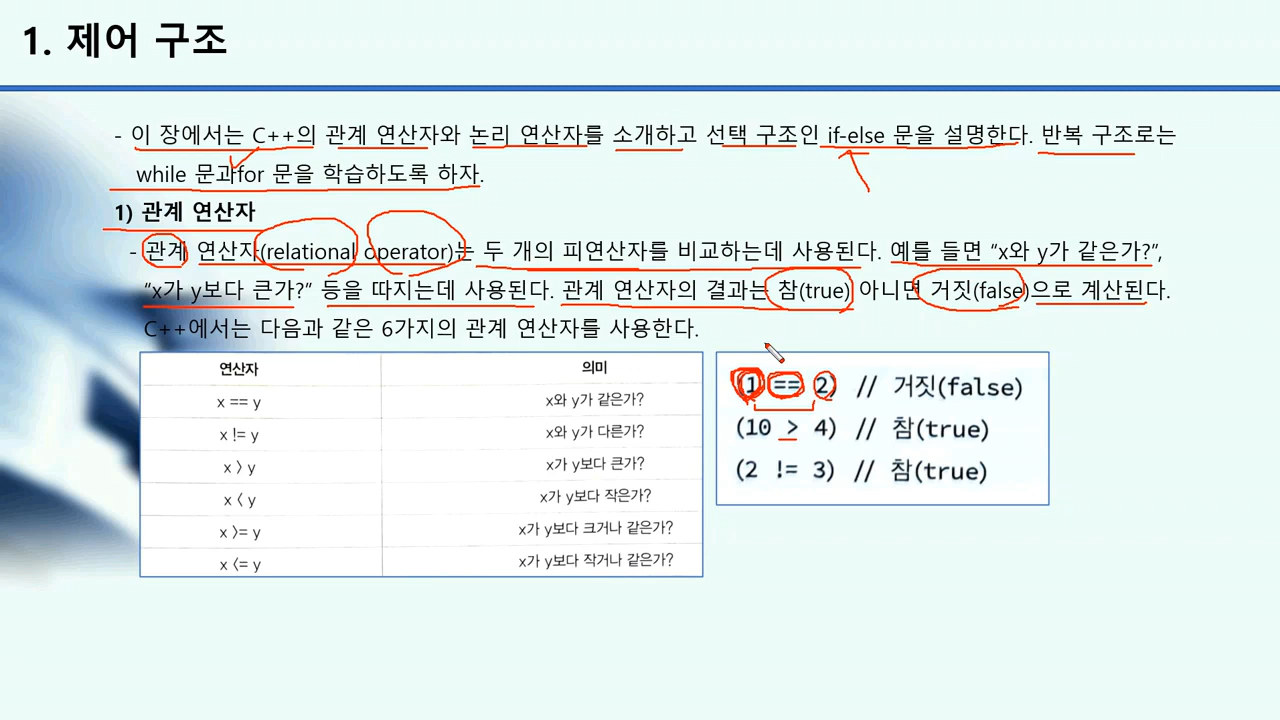 1. 제어 구조
- 이 장에서는 C++의 관계 연산자와 논리 연산자를 소개하고 선택 구조인 if-else 문을 설명한다. 반복 구조로는
while 문과 for 문을 학습하도록 하자.
1) 관계 연산자
- 관계 연산자(relational operator)는 두 개의 피연산자를 비교하는데 사용된다. 예를 들면 “x와 y가 같은가?”,
“x가 y보다 큰가?” 등을 따지는데 사용된다. 관계 연산자의 결과는 참(true) 아니면 거짓(false)으로 계산된다.
C++에서는 다음과 같은 6가지의 관계 연산자를 사용한다.
연산자 의미
x == y x와 y가 같은가?
x != y x와 y가 다른가?
x > y x가 y보다 큰가?
x < y x가 y보다 작은가?
x >= y x가 y보다 크거나 같은가?
x <= y x가 y보다 작거나 같은가?
(1 == 2) // 거짓(false)
(10 > 4) // 참(true)
(2 != 3) // 참(true)